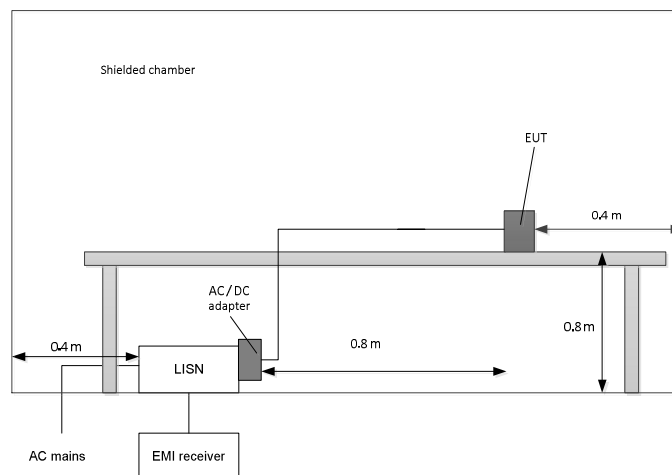 Shielded chamber
EUT
0.4 m
AC/DC
adapter
0.8 m
0.4 m
0.8 m
LISN
AC mains
EMI receiver